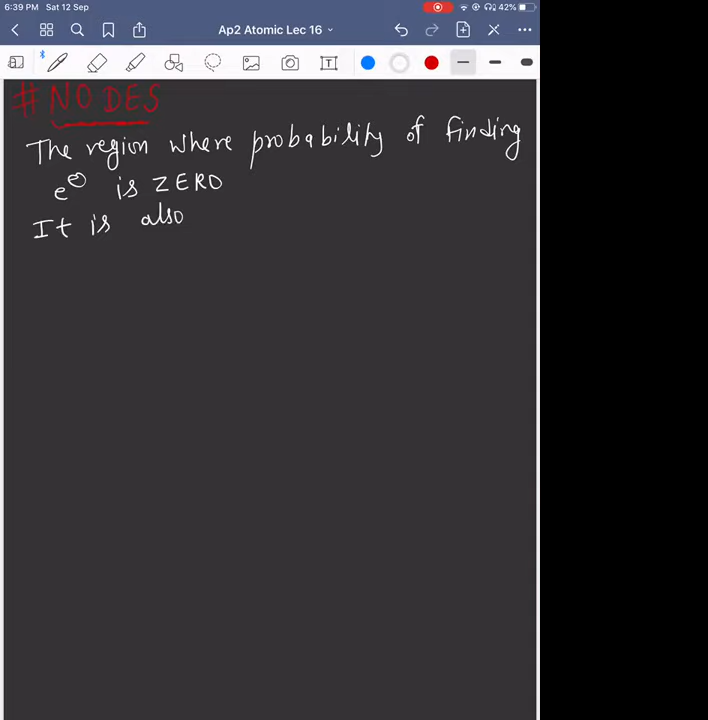 6:39 PM Sat 12 Sep 42%
Ap2 Atomic Lec 16
T
# NODES
The region where probability of finding
e⊖ is ZERO
It is also